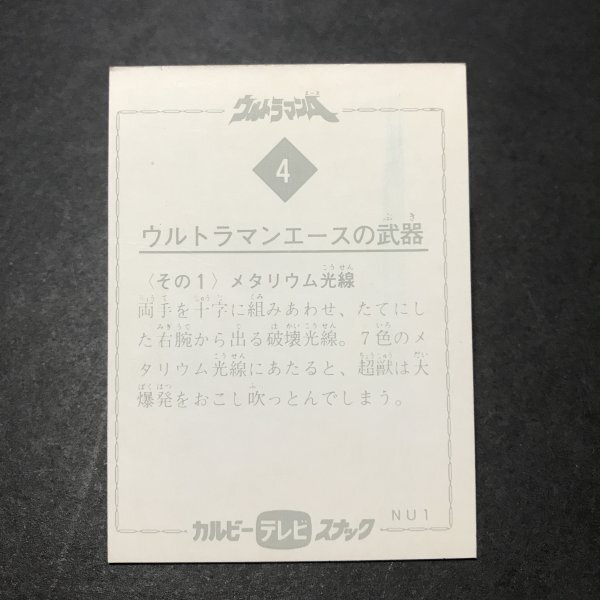 ウルトラマンA
4
ウルトラマンエースの武器
〈その1〉メタリウム光線
両手を十字に組みあわせ、たてにし
た右腕から出る破壊光線。7色のメ
タリウム光線にあたると、超獣は大
爆発をおこし吹っとんでしまう。
NU1
カルビー テレビ スナック